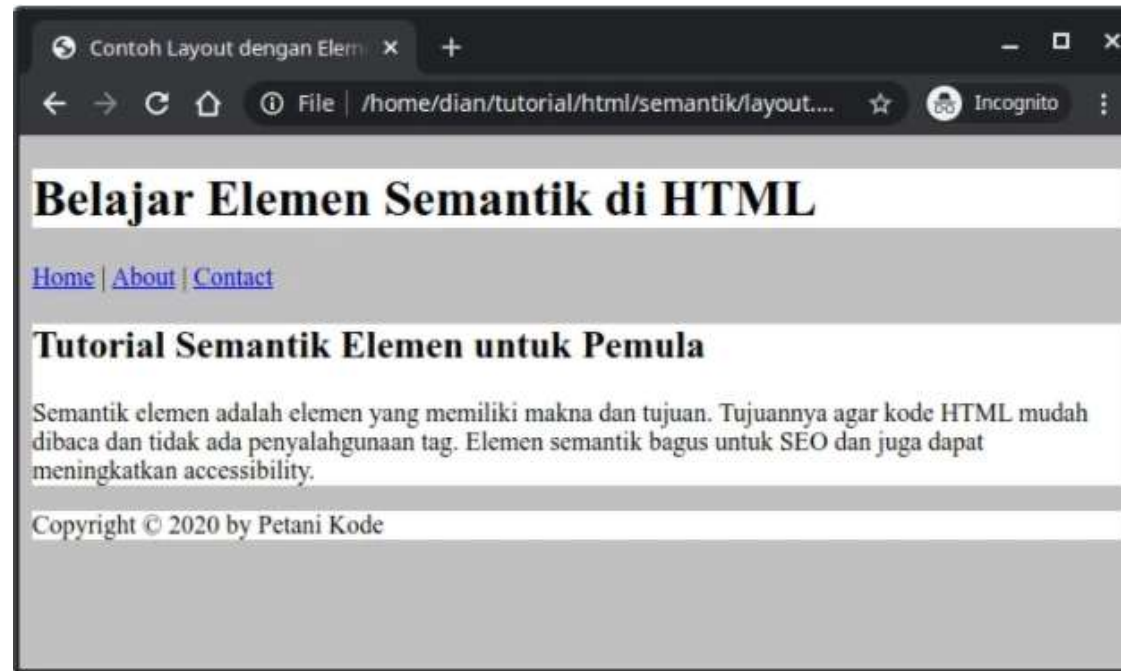 Contoh Layout dengan Elem
File | /home/dian/tutorial/html/semantik/layout.... Incognito
Belajar Elemen Semantik di HTML
Home | About | Contact
Tutorial Semantik Elemen untuk Pemula
Semantik elemen adalah elemen yang memiliki makna dan tujuan. Tujuannya agar kode HTML mudah
dibaca dan tidak ada penyalahgunaan tag. Elemen semantik bagus untuk SEO dan juga dapat
meningkatkan accessibility.
Copyright © 2020 by Petani Kode